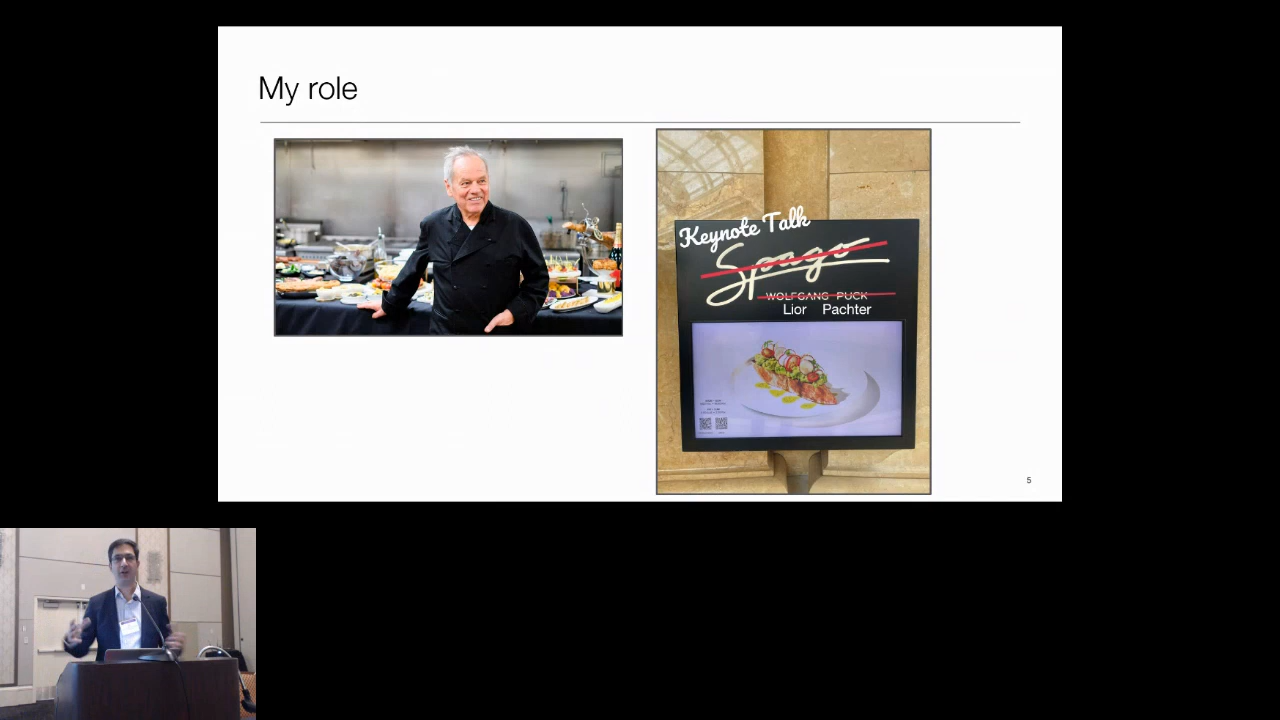 My role
Keynote Talk
Spago
WOLFGANG PUCK
Lior Pachter
5